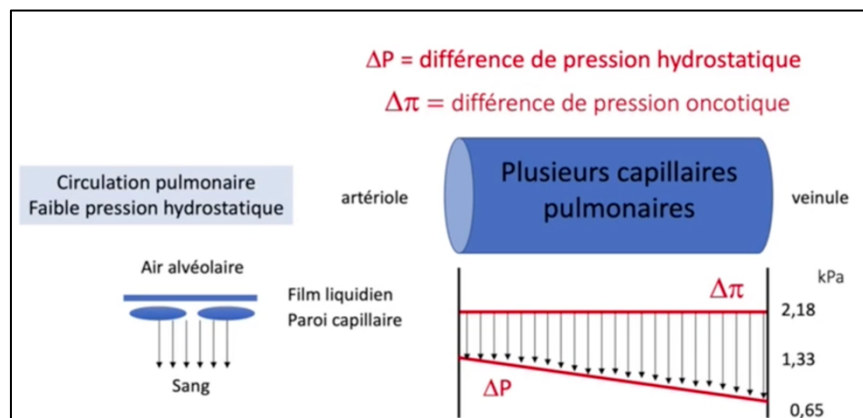 ΔP = différence de pression hydrostatique
Δπ = différence de pression oncotique
Circulation pulmonaire
Faible pression hydrostatique
artériole
Plusieurs capillaires
pulmonaires
veinule
Air alvéolaire
Film liquidien
Paroi capillaire
Sang
kPa
Δπ
2,18
1,33
ΔP
0,65